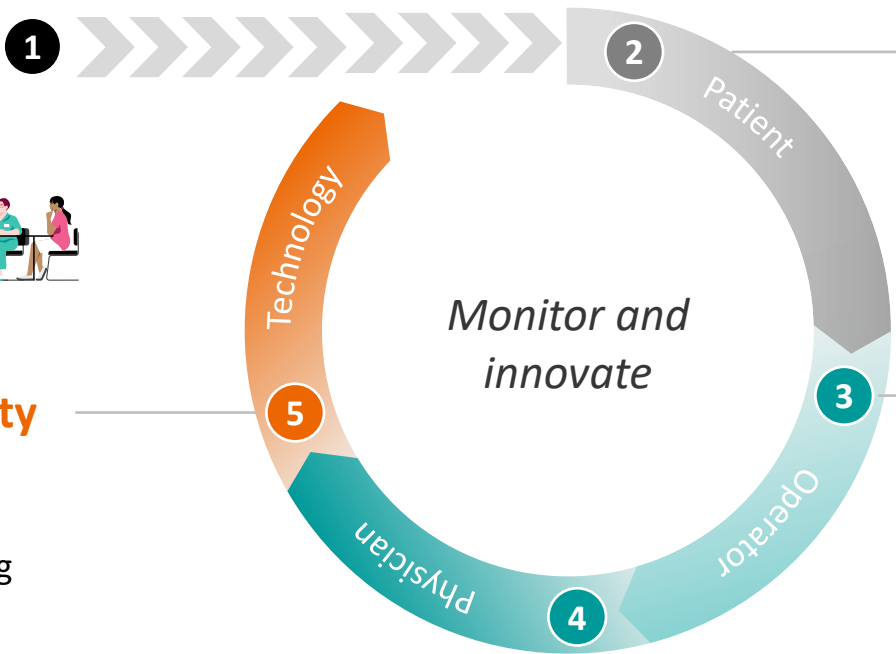 1
2
Patient
Technology
Monitor and
innovate
3
ty
5
Operator
g
Physician
4